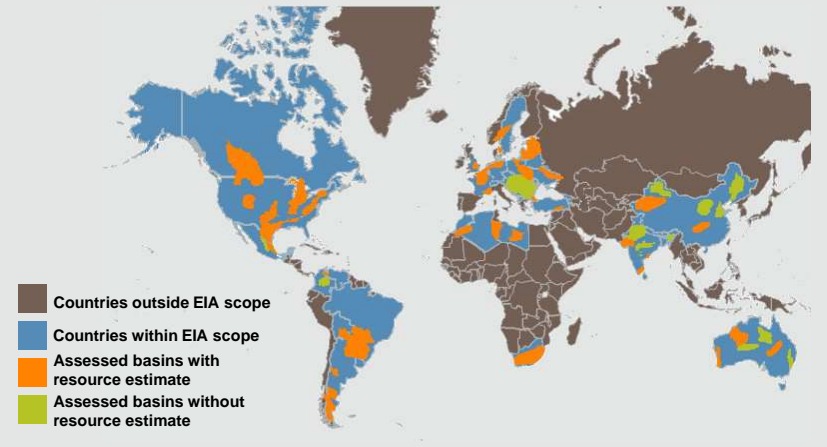 Countries outside EIA scope
Countries within EIA scope
Assessed basins with
resource estimate
Assessed basins without
resource estimate